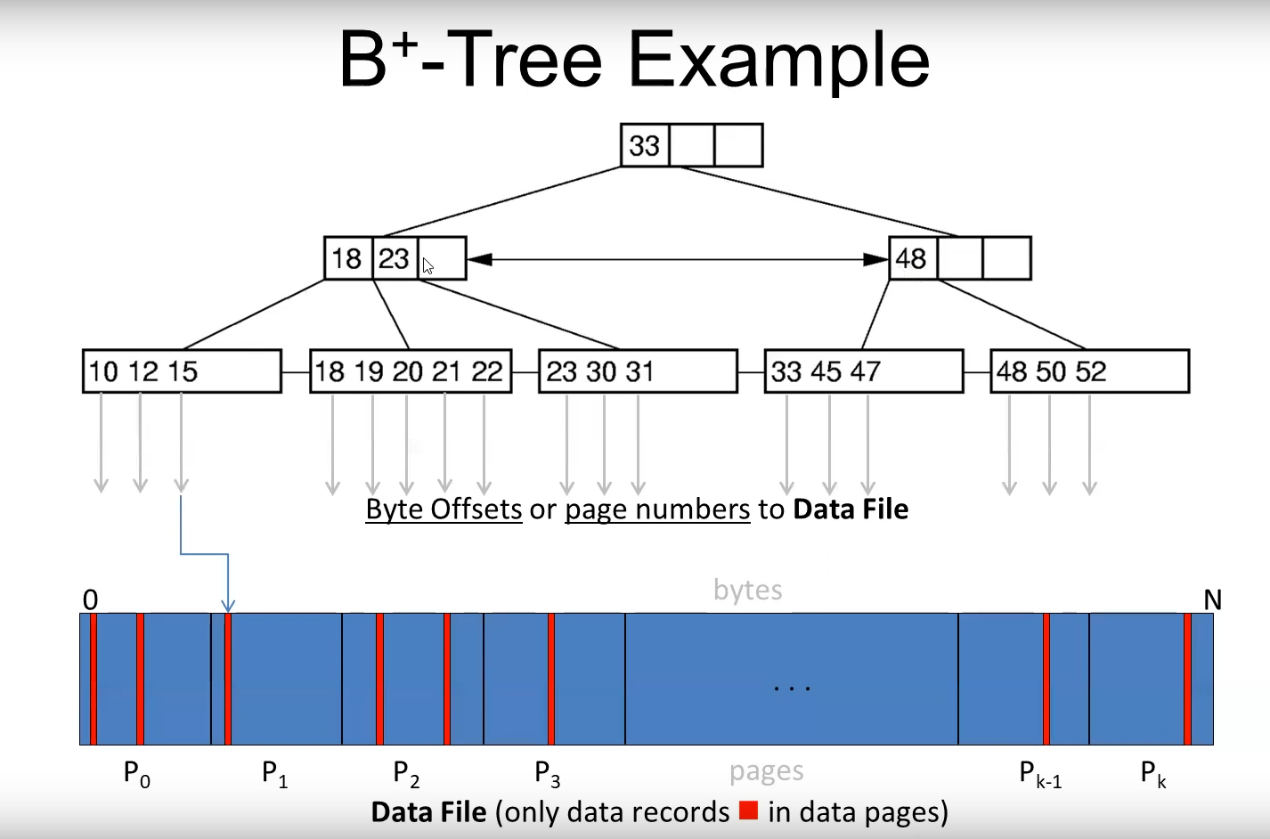 B⁺-Tree Example
33
18 23
48
10 12 15
18 19 20 21 22
23 30 31
33 45 47
48 50 52
Byte Offsets or page numbers to Data File
bytes
0
N
. . .
P₀
P₁
P₂
P₃
pages
Pₖ₋₁
Pₖ
Data File (only data records in data pages)